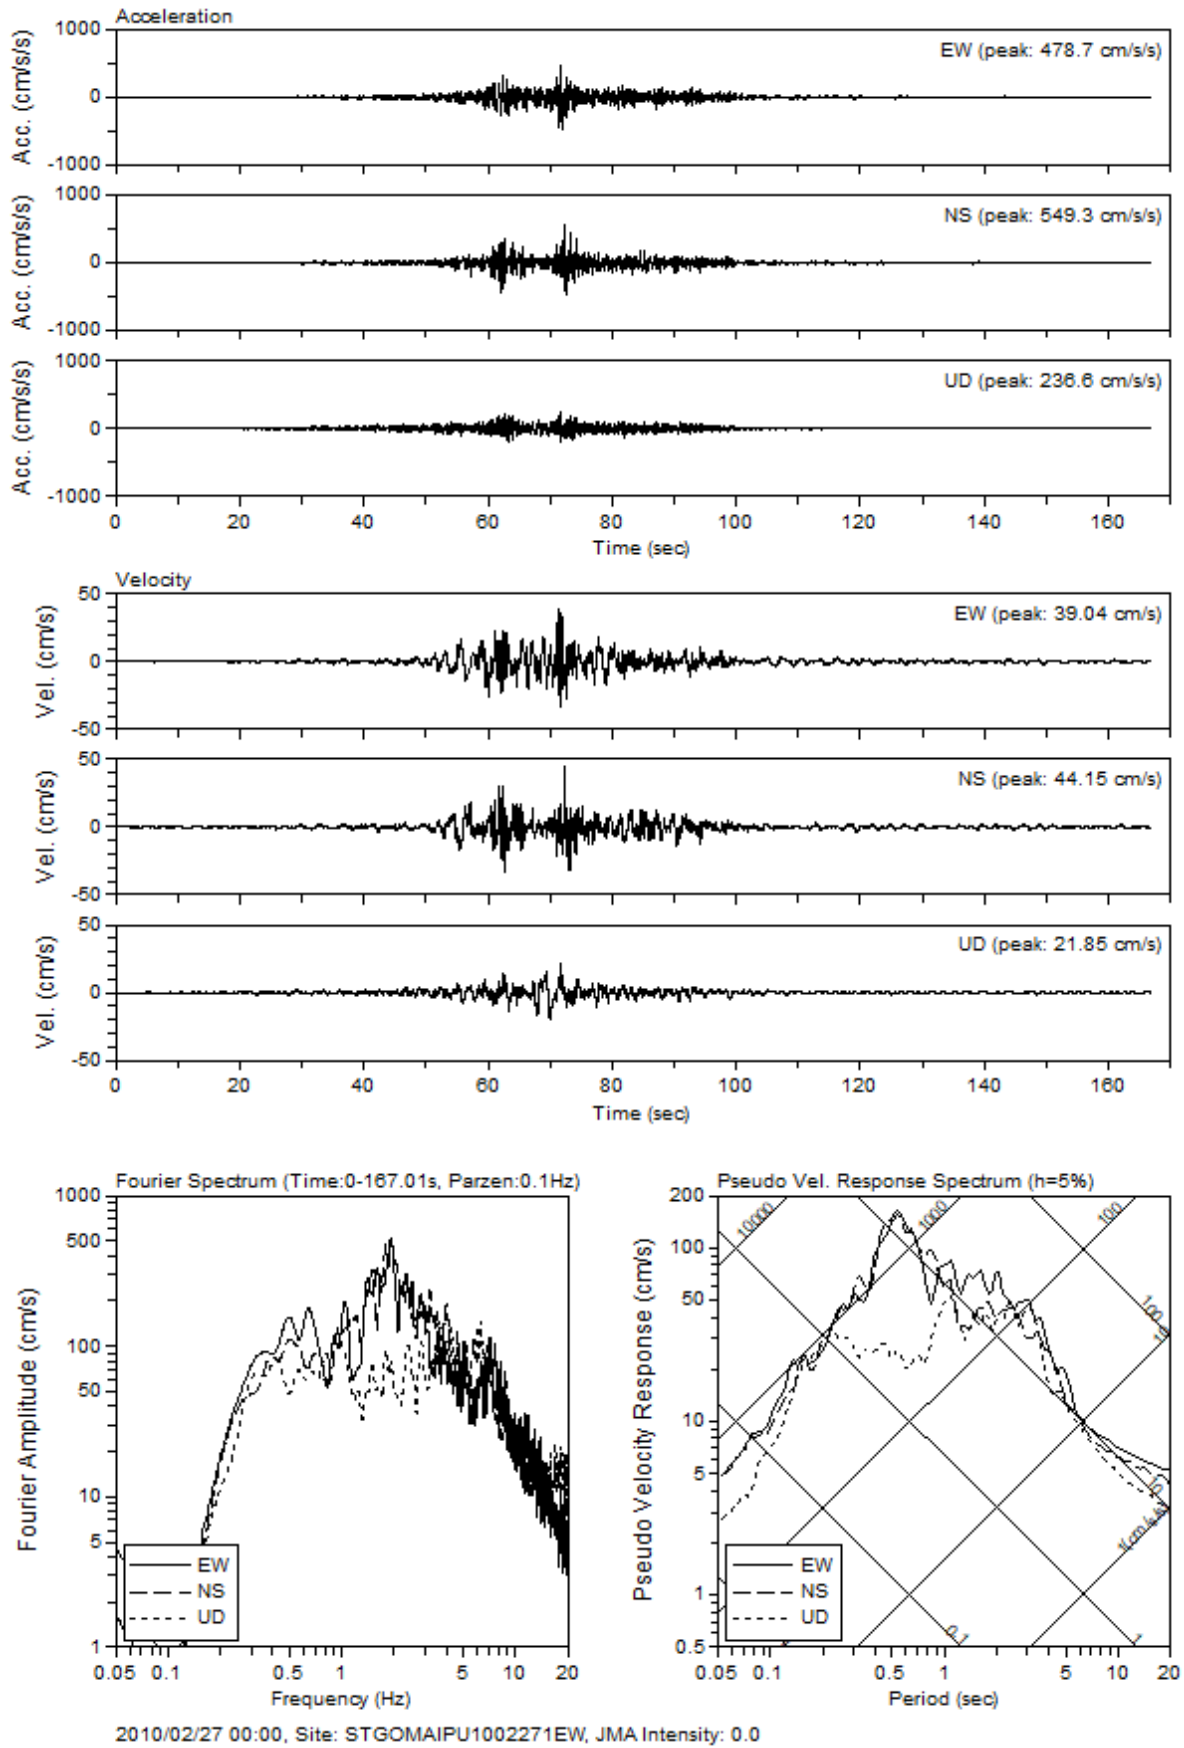 Acceleration
Acc. (cm/s/s)
1000
0
-1000
EW (peak: 478.7 cm/s/s)
Acc. (cm/s/s)
1000
0
-1000
NS (peak: 549.3 cm/s/s)
Acc. (cm/s/s)
1000
0
-1000
UD (peak: 236.6 cm/s/s)
0 20 40 60 80 100 120 140 160
Time (sec)
Velocity
Vel. (cm/s)
50
0
-50
EW (peak: 39.04 cm/s)
Vel. (cm/s)
50
0
-50
NS (peak: 44.15 cm/s)
Vel. (cm/s)
50
0
-50
UD (peak: 21.85 cm/s)
0 20 40 60 80 100 120 140 160
Time (sec)
Fourier Spectrum (Time:0-167.01s, Parzen:0.1Hz)
Fourier Amplitude (cm/s)
1000
500
100
50
10
5
1
EW
NS
UD
0.05 0.1 0.5 1 5 10 20
Frequency (Hz)
Pseudo Vel. Response Spectrum (h=5%)
Pseudo Velocity Response (cm/s)
200
100
50
10
5
1
0.5
10000
1000
100
100
10
1(cm/s/s)
0.1
1
EW
NS
UD
0.05 0.1 0.5 1 5 10 20
Period (sec)
2010/02/27 00:00, Site: STGOMAIPU1002271EW, JMA Intensity: 0.0